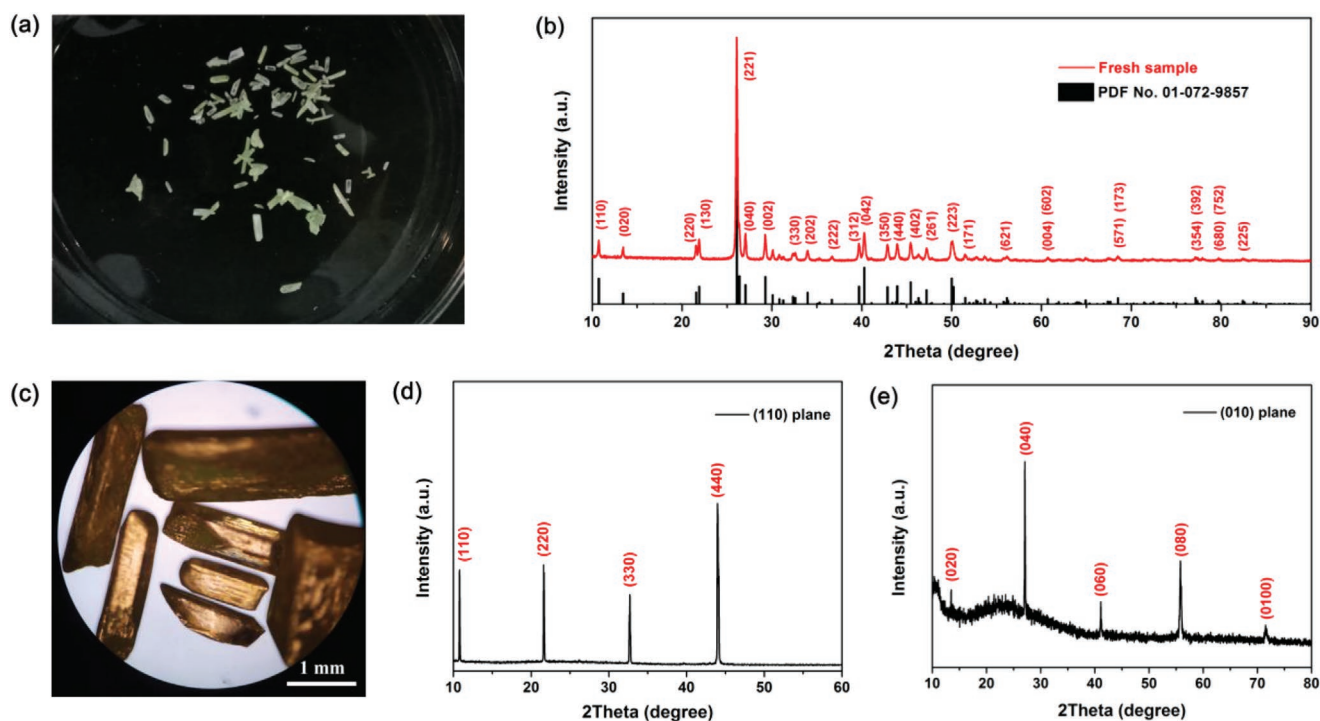 (a)
(b)
Fresh sample
PDF No. 01-072-9857
(110)
(020)
(220)
(130)
(221)
(040)
(002)
(330)
(202)
(222)
(312)
(042)
(350)
(440)
(402)
(261)
(223)
(171)
(621)
(004)
(602)
(571)
(173)
(354)
(392)
(680)
(752)
(225)
Intensity (a.u.)
10 20 30 40 50 60 70 80 90
2Theta (degree)
(c)
1 mm
(d)
(110) plane
(110)
(220)
(330)
(440)
Intensity (a.u.)
10 20 30 40 50 60
2Theta (degree)
(e)
(010) plane
(020)
(040)
(060)
(080)
(0100)
Intensity (a.u.)
10 20 30 40 50 60 70 80
2Theta (degree)